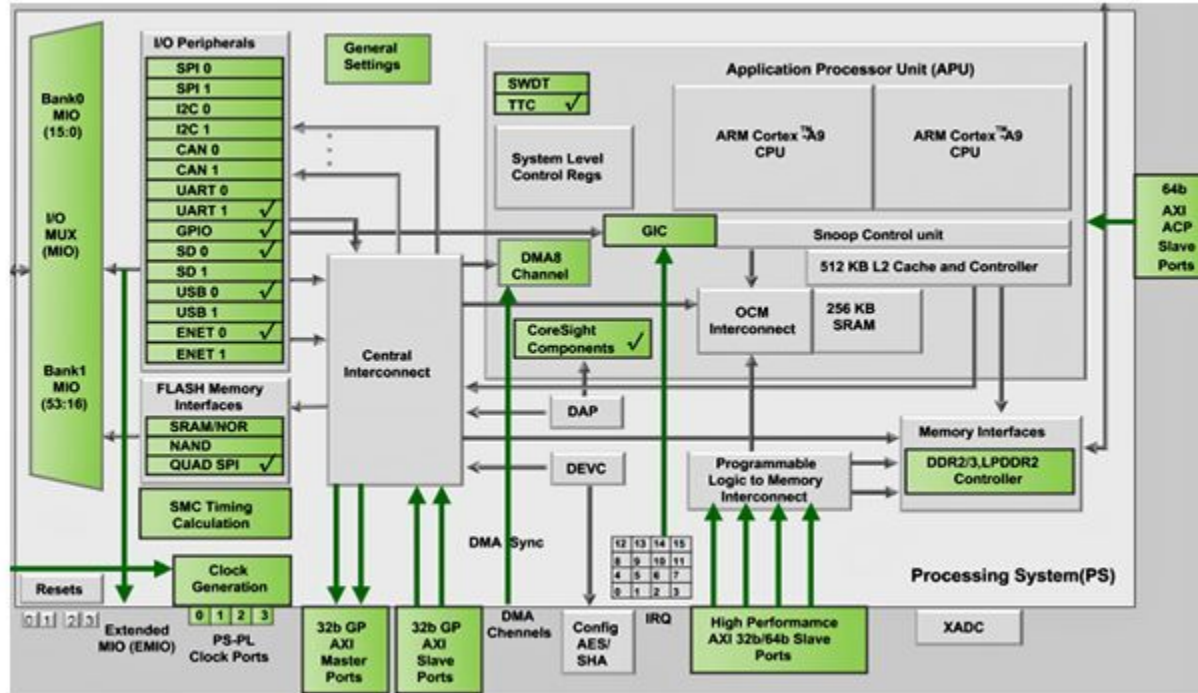 I/O Peripherals
SPI 0
SPI 1
I2C 0
I2C 1
CAN 0
CAN 1
UART 0
UART 1 ✓
GPIO ✓
SD 0 ✓
SD 1
USB 0 ✓
USB 1
ENET 0 ✓
ENET 1
Bank0
MIO
(15:0)
I/O
MUX
(MIO)
Bank1
MIO
(53:16)
FLASH Memory
Interfaces
SRAM/NOR
NAND
QUAD SPI ✓
SMC Timing
Calculation
General
Settings
Application Processor Unit (APU)
SWDT
TTC ✓
System Level
Control Regs
ARM Cortex™-A9
CPU
ARM Cortex™-A9
CPU
GIC
Snoop Control unit
DMA8
Channel
512 KB L2 Cache and Controller
OCM
Interconnect
256 KB
SRAM
CoreSight
Components ✓
Central
Interconnect
DAP
DEVC
Memory Interfaces
DDR2/3,LPDDR2
Controller
Programmable
Logic to Memory
Interconnect
64b
AXI
ACP
Slave
Ports
DMA Sync
12 13 14 15
8 9 10 11
4 5 6 7
0 1 2 3
Processing System(PS)
Resets
0 1 2 3
Clock
Generation
0 1 2 3
Extended
MIO (EMIO)
PS-PL
Clock Ports
32b GP
AXI
Master
Ports
32b GP
AXI
Slave
Ports
DMA
Channels
Config
AES/
SHA
IRQ
High Performamce
AXI 32b/64b Slave
Ports
XADC